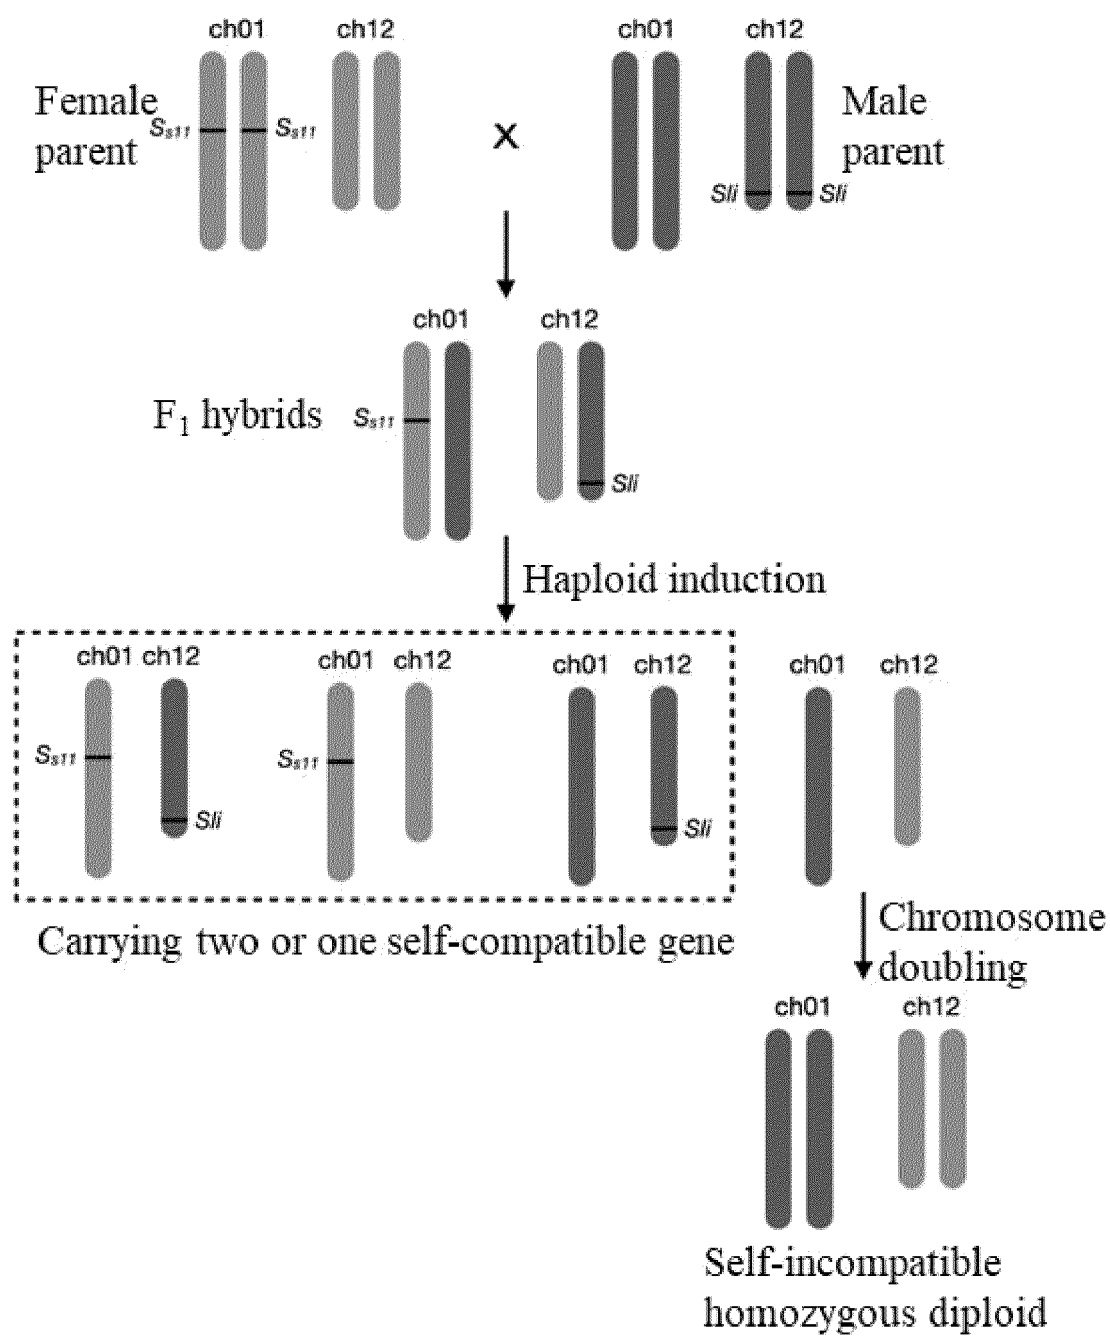 ch01 ch12 ch01 ch12
Female
parent
Ss11 Ss11
x
Male
parent
Sli Sli
ch01 ch12
F1 hybrids
Ss11
Sli
Haploid induction
ch01 ch12 ch01 ch12 ch01 ch12 ch01 ch12
Ss11 Ss11
Sli Sli
Carrying two or one self-compatible gene
Chromosome
doubling
ch01 ch12
Self-incompatible
homozygous diploid